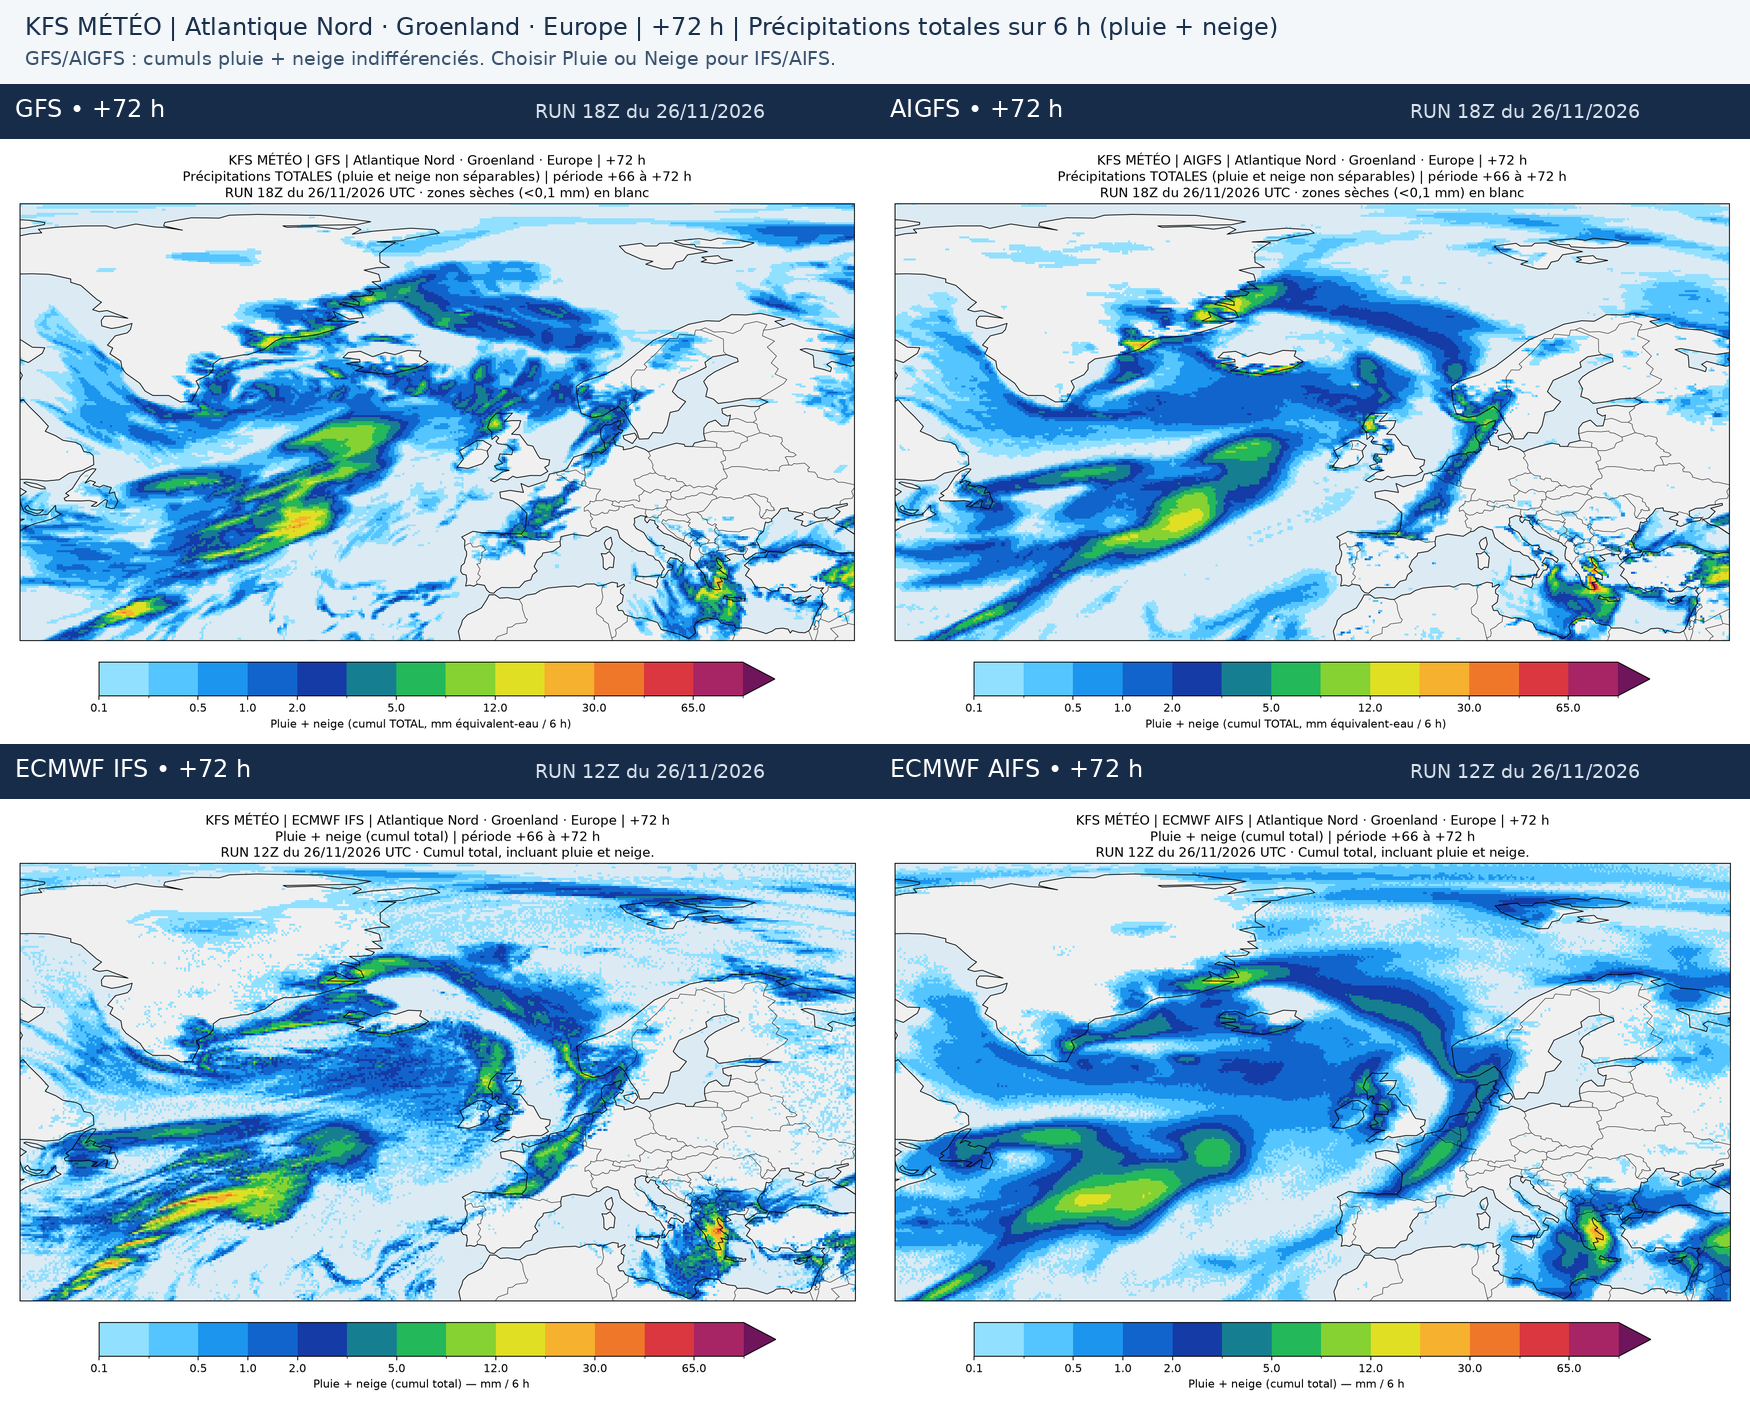 KFS MÉTÉO | Atlantique Nord · Groenland · Europe | +72 h | Précipitations totales sur 6 h (pluie + neige)
GFS/AIGFS : cumuls pluie + neige indifférenciés. Choisir Pluie ou Neige pour IFS/AIFS.
GFS • +72 h
RUN 18Z du 26/11/2026
AIGFS • +72 h
RUN 18Z du 26/11/2026
KFS MÉTÉO | GFS | Atlantique Nord · Groenland · Europe | +72 h
Précipitations TOTALES (pluie et neige non séparables) | période +66 à +72 h
RUN 18Z du 26/11/2026 UTC · zones sèches (<0,1 mm) en blanc
KFS MÉTÉO | AIGFS | Atlantique Nord · Groenland · Europe | +72 h
Précipitations TOTALES (pluie et neige non séparables) | période +66 à +72 h
RUN 18Z du 26/11/2026 UTC · zones sèches (<0,1 mm) en blanc
0.1 0.5 1.0 2.0 5.0 12.0 30.0 65.0
Pluie + neige (cumul TOTAL, mm équivalent-eau / 6 h)
0.1 0.5 1.0 2.0 5.0 12.0 30.0 65.0
Pluie + neige (cumul TOTAL, mm équivalent-eau / 6 h)
ECMWF IFS • +72 h
RUN 12Z du 26/11/2026
ECMWF AIFS • +72 h
RUN 12Z du 26/11/2026
KFS MÉTÉO | ECMWF IFS | Atlantique Nord · Groenland · Europe | +72 h
Pluie + neige (cumul total) | période +66 à +72 h
RUN 12Z du 26/11/2026 UTC · Cumul total, incluant pluie et neige.
KFS MÉTÉO | ECMWF AIFS | Atlantique Nord · Groenland · Europe | +72 h
Pluie + neige (cumul total) | période +66 à +72 h
RUN 12Z du 26/11/2026 UTC · Cumul total, incluant pluie et neige.
0.1 0.5 1.0 2.0 5.0 12.0 30.0 65.0
Pluie + neige (cumul total) — mm / 6 h
0.1 0.5 1.0 2.0 5.0 12.0 30.0 65.0
Pluie + neige (cumul total) — mm / 6 h